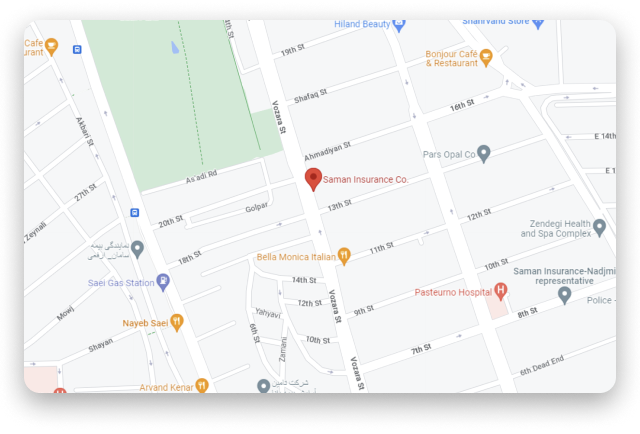 Hiland Beauty
Shahrvand Store
Cafe
urant
Bonjour Café
& Restaurant
19th St
Shafaq St
Vozara St
16th St
Akbari St
Ahmadiyan St
E 14th
Pars Opal Co
As'adi Rd
Saman Insurance Co.
E 1
27th St
Golpar
13th St
20th St
12th St
Zeynali
Zendegi Health
and Spa Complex
نمایندگی بیمه
11th St
18th St
Bella Monica Italian
10th St
Saman Insurance-Nadjmi
representative
Saei Gas Station
14th St
Pasteurno Hospital
H
12th St
Vozara St
Police -
Mowj
Yahyavi
9th St
8th St
Nayeb Saei
6th St
10th St
Shayan
Zamani
7th St
Vozara St
6th Dead End
شرکت تامین
Arvand Kenar